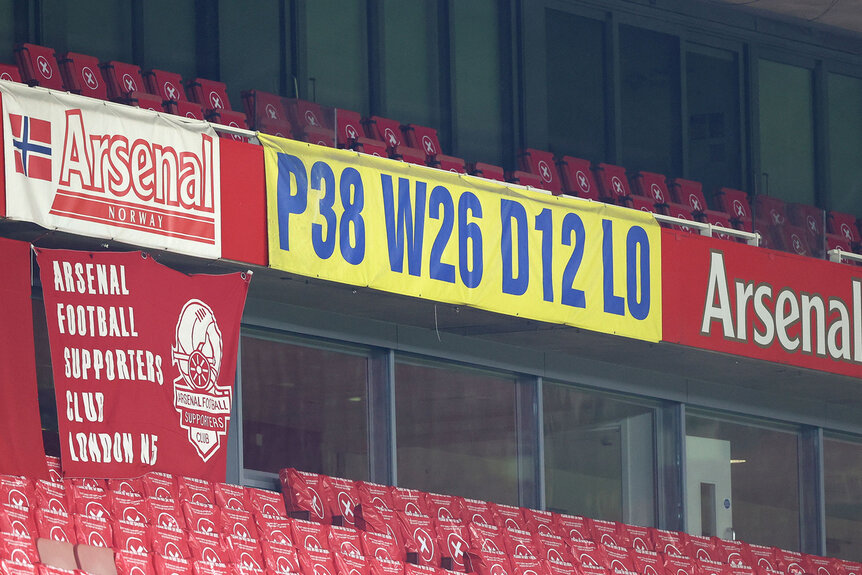 Arsenal
NORWAY
P38 W26 D12 L0
Arsenal
ARSENAL
FOOTBALL
SUPPORTERS
CLUB
LONDON N5
ARSENAL FOOTBALL
SUPPORTERS
CLUB